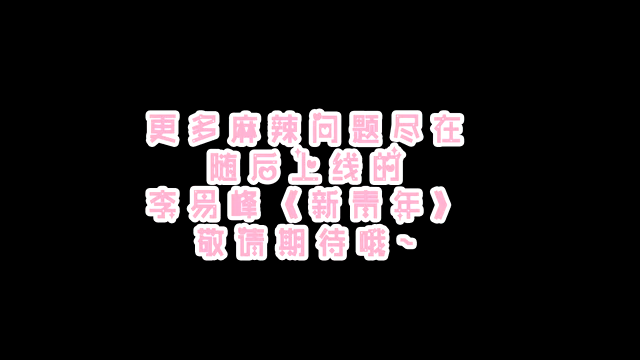 更多麻辣问题尽在
随后上线的
李易峰《新青年》
敬请期待哦~